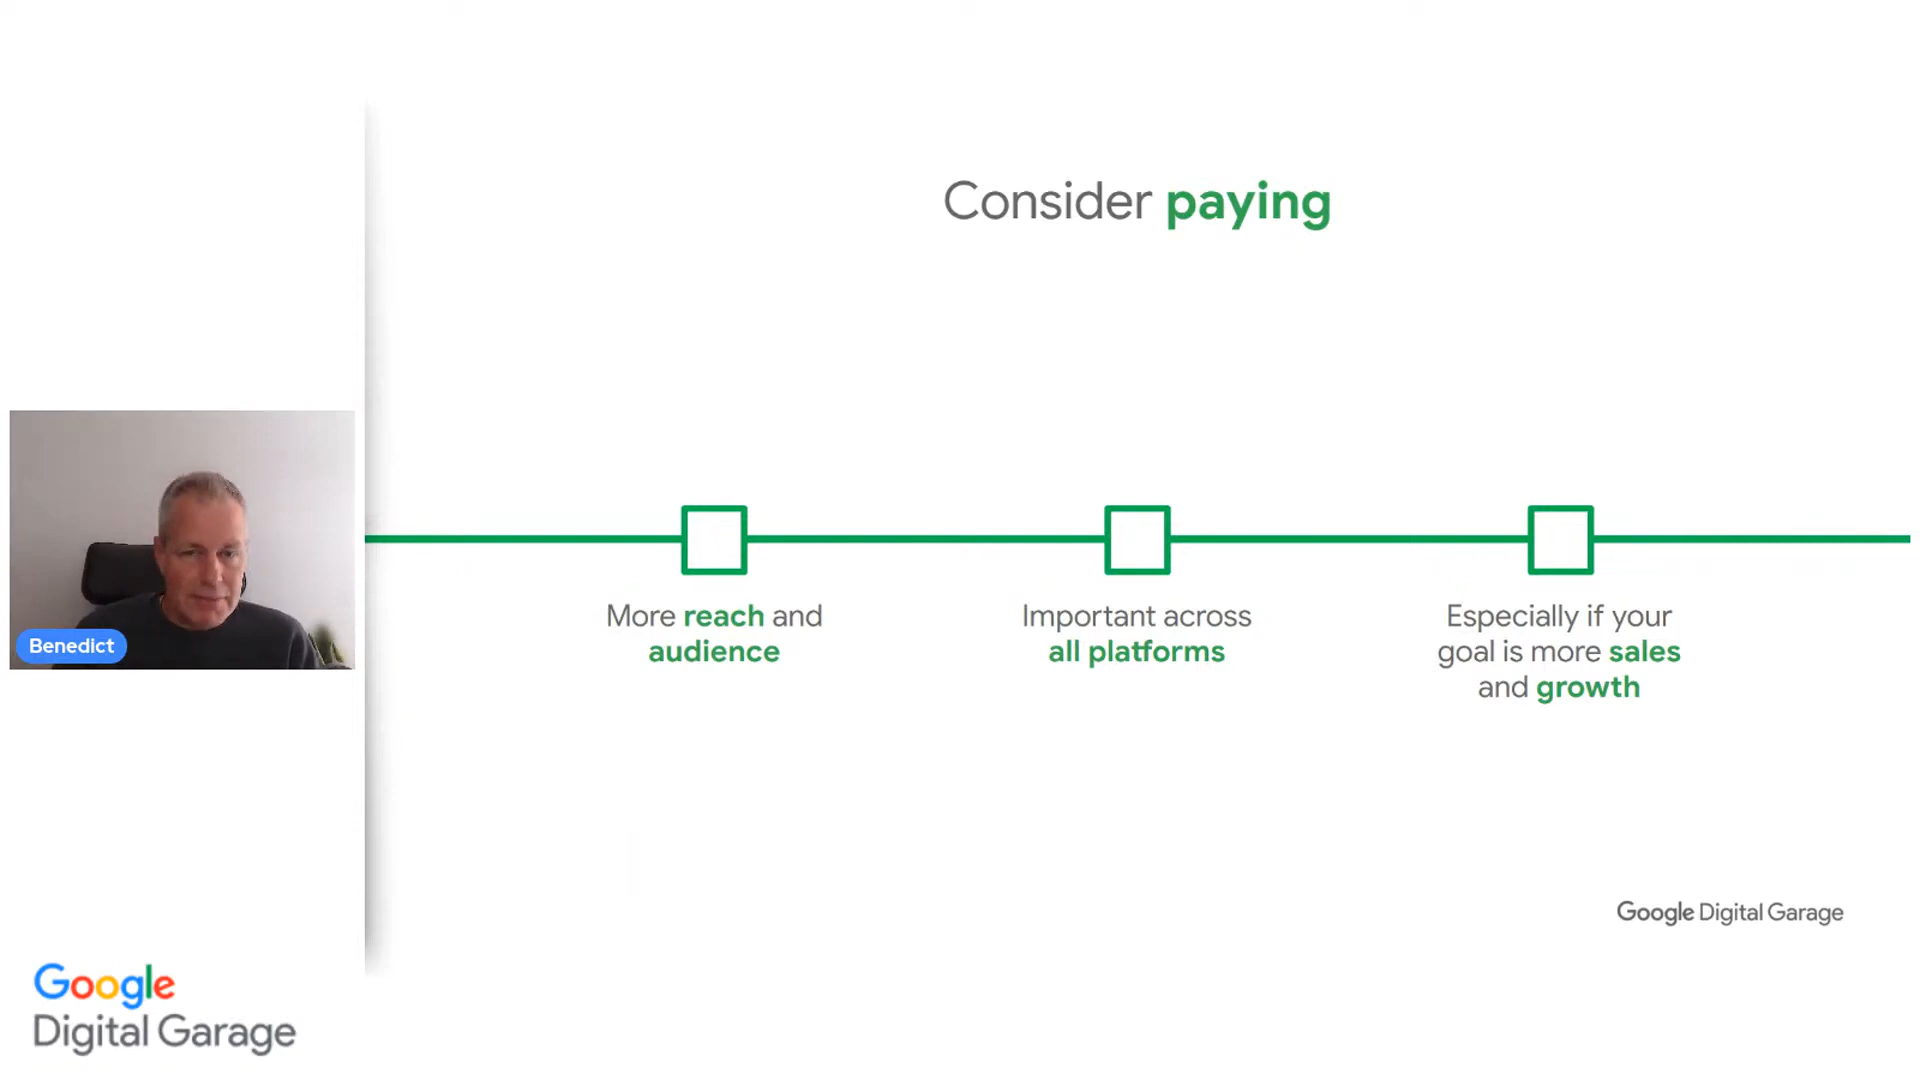 Consider paying
More reach and
audience
Important across
all platforms
Especially if your
goal is more sales
and growth
Benedict
Google Digital Garage
Google
Digital Garage